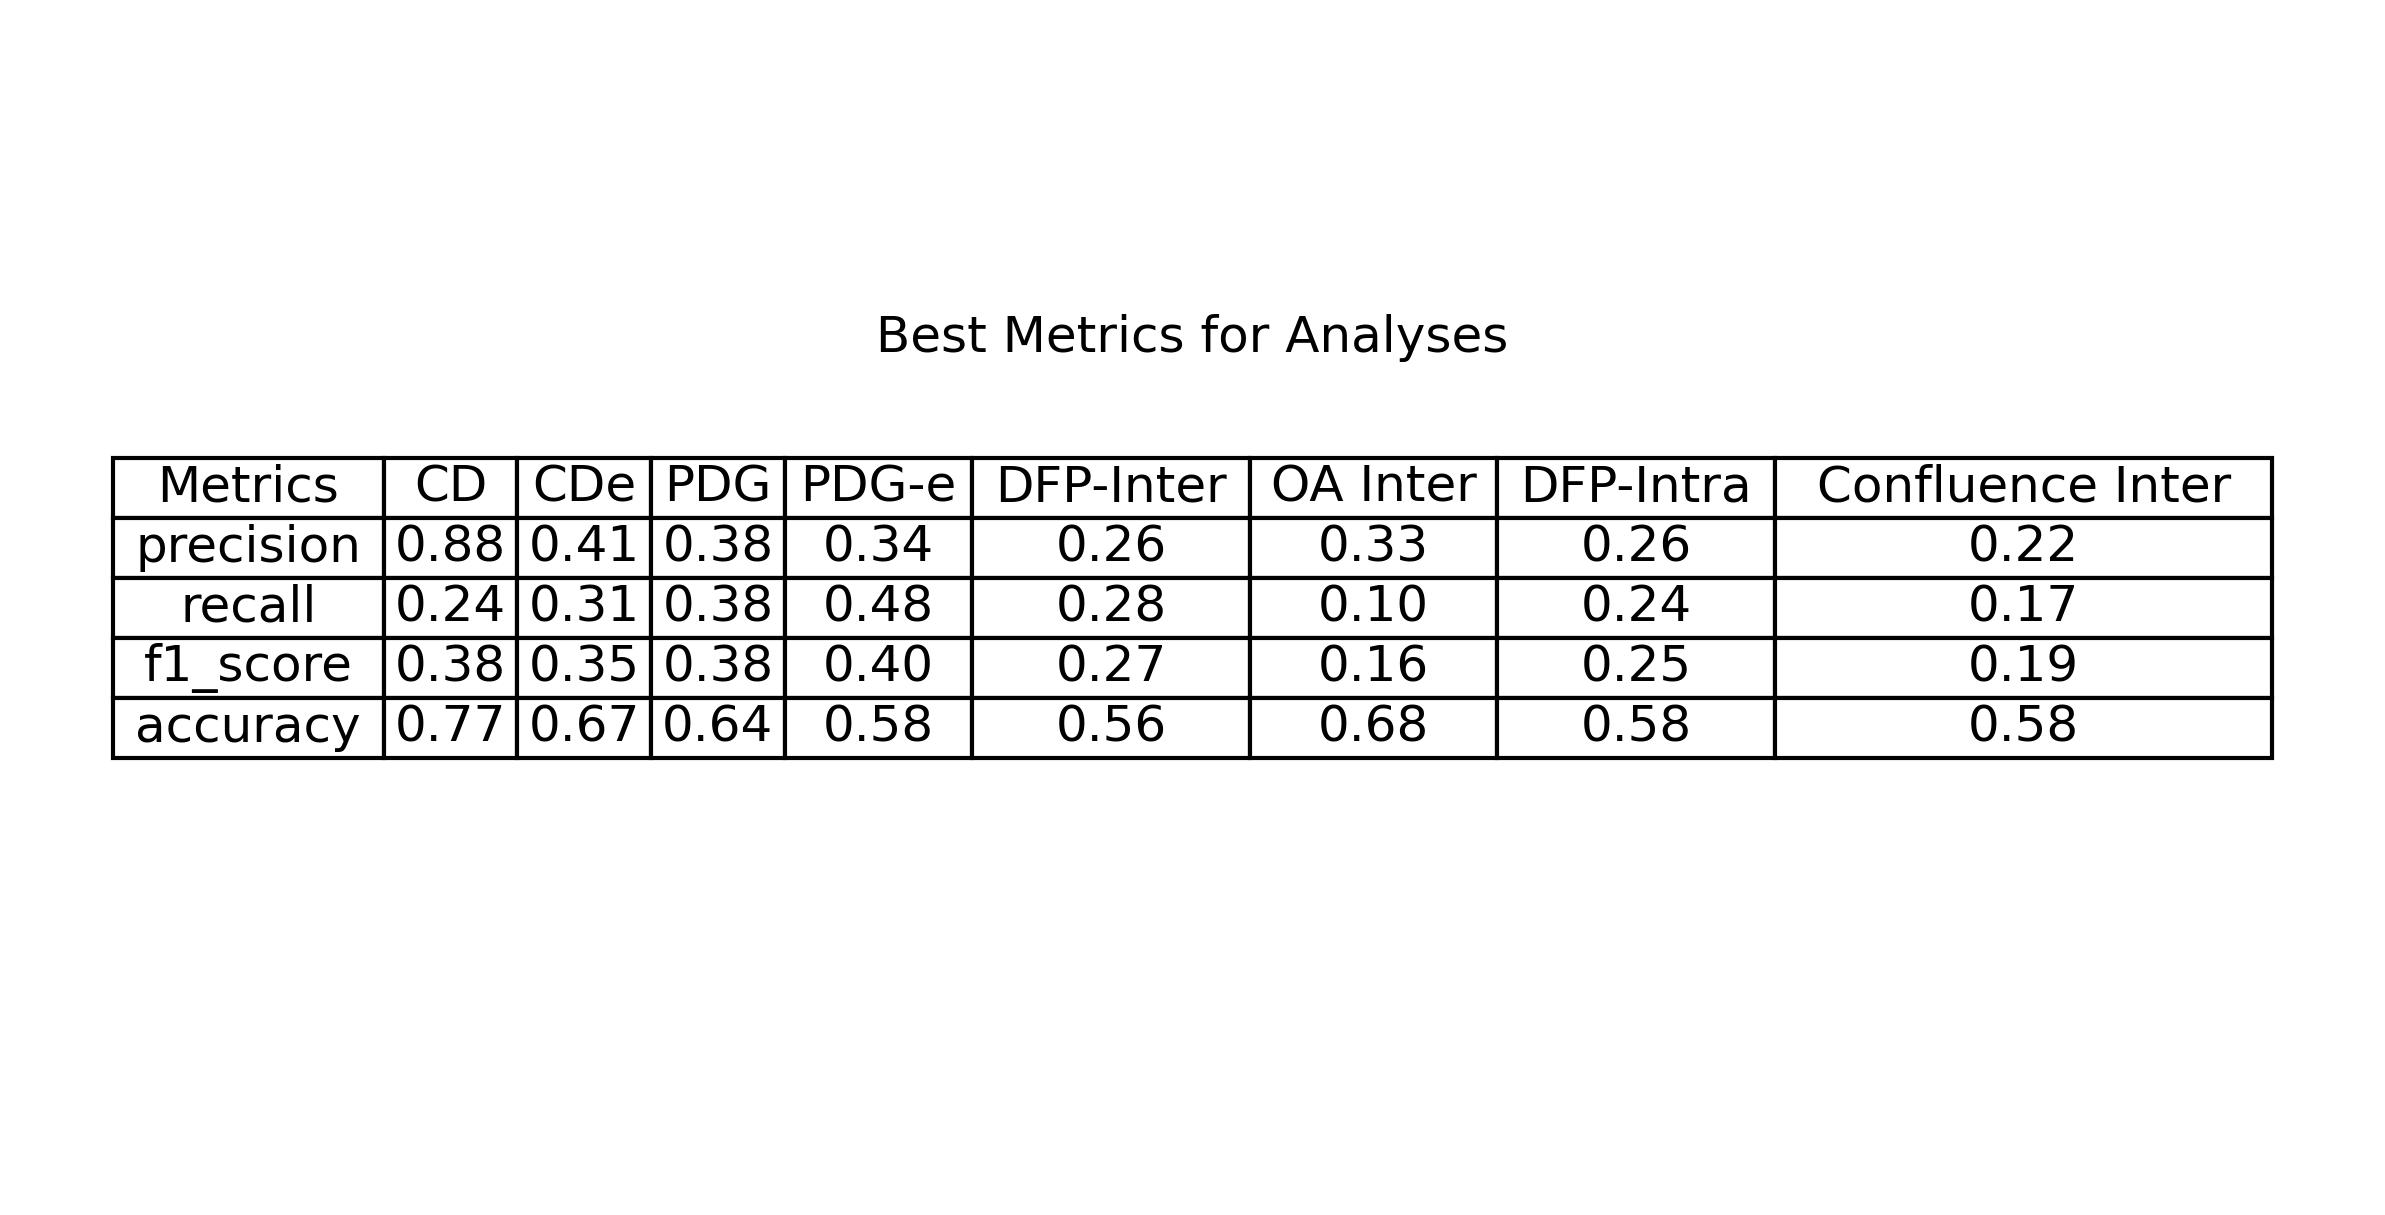 Best Metrics for Analyses
Metrics CD CDe PDG PDG-e DFP-Inter OA Inter DFP-Intra Confluence Inter
precision 0.88 0.41 0.38 0.34 0.26 0.33 0.26 0.22
recall 0.24 0.31 0.38 0.48 0.28 0.10 0.24 0.17
f1_score 0.38 0.35 0.38 0.40 0.27 0.16 0.25 0.19
accuracy 0.77 0.67 0.64 0.58 0.56 0.68 0.58 0.58